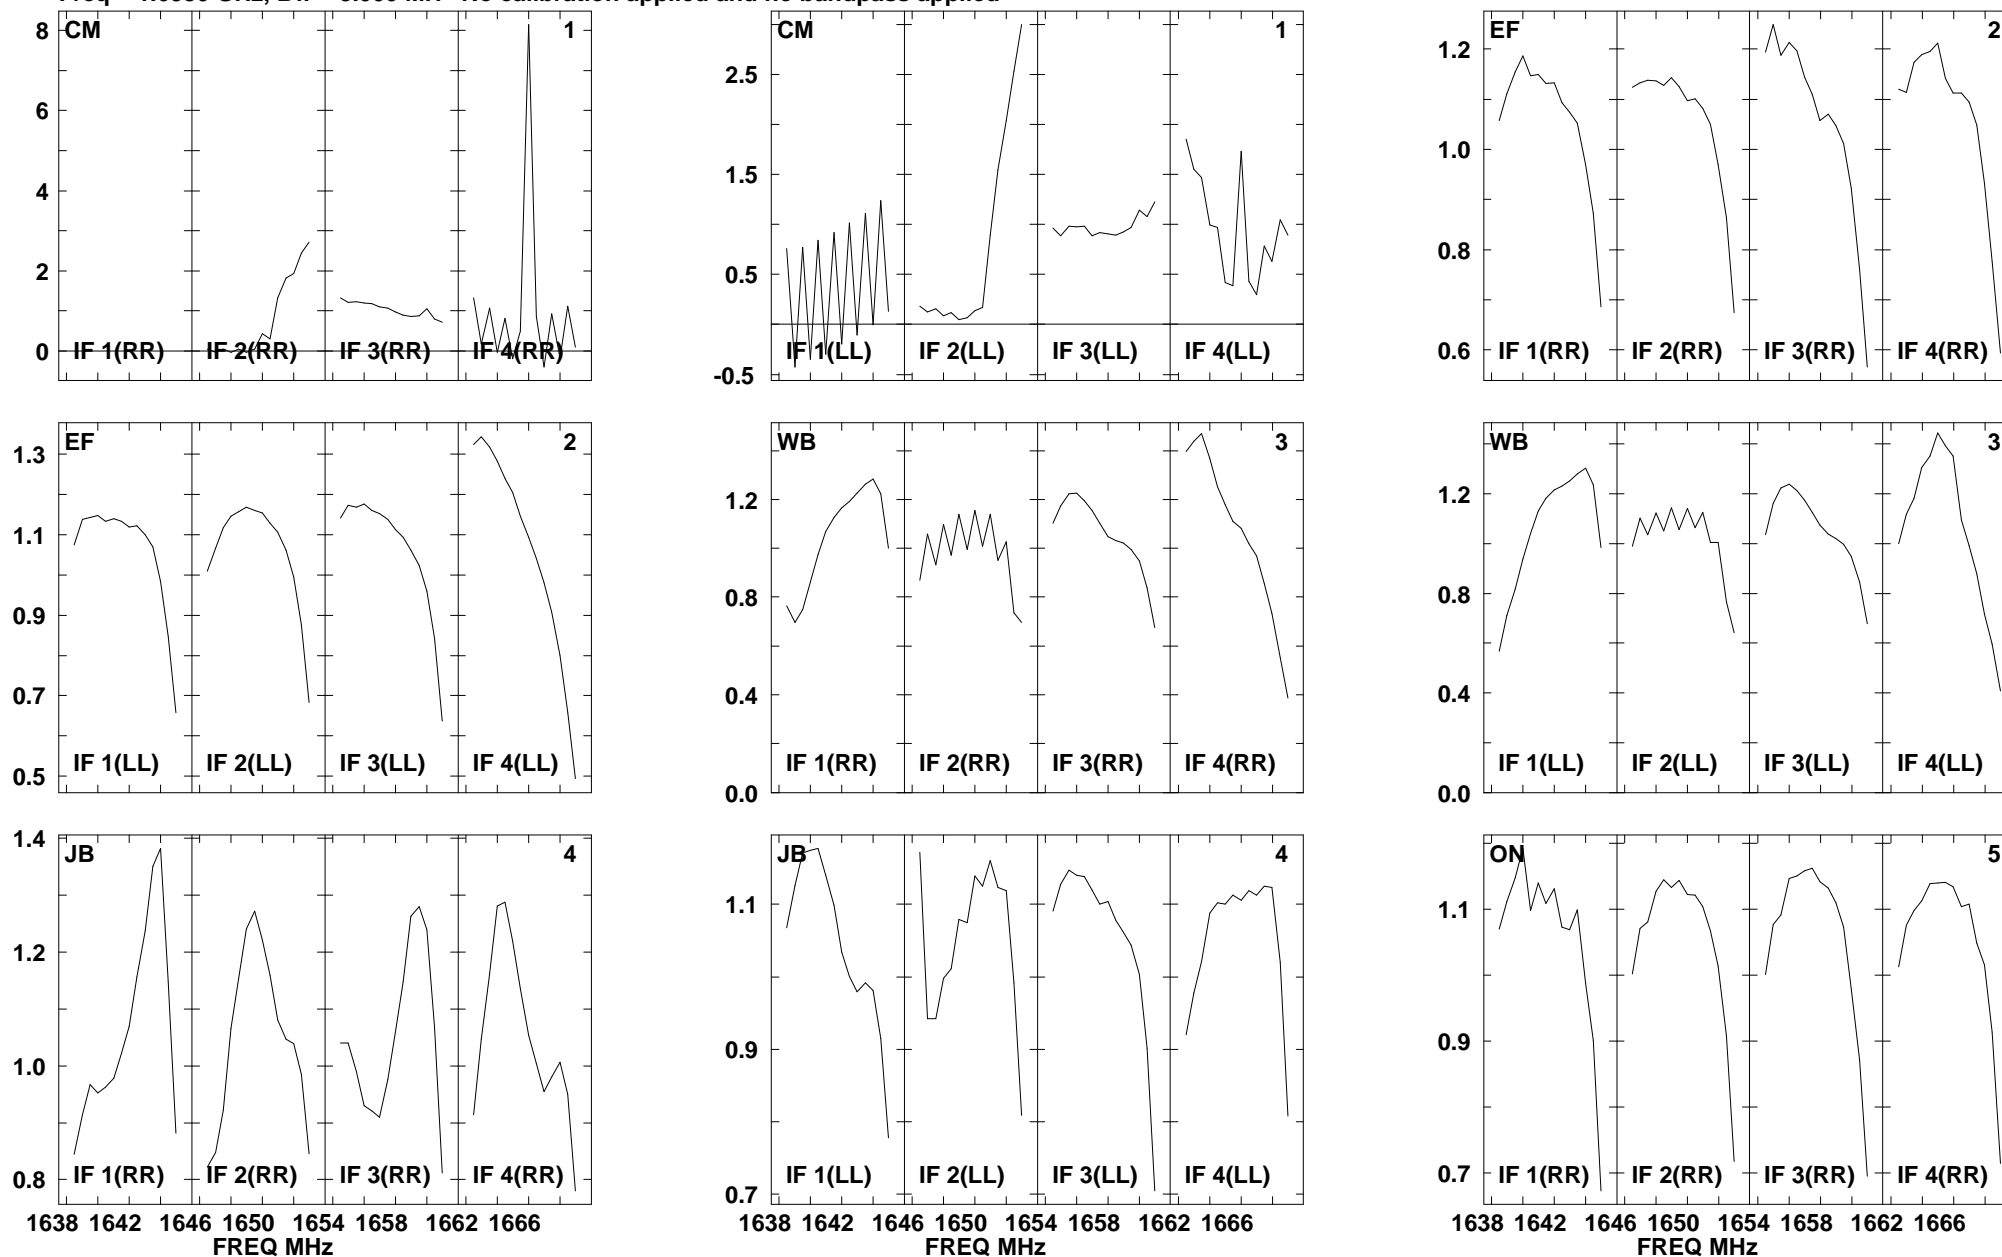 No calibration applied and no bandpass applied
CM 1
8
6
4
2
0
IF 1(RR) IF 2(RR) IF 3(RR) IF 4(RR)
CM 1
2.5
1.5
0.5
-0.5
IF 1(LL) IF 2(LL) IF 3(LL) IF 4(LL)
EF 2
1.2
1.0
0.8
0.6
IF 1(RR) IF 2(RR) IF 3(RR) IF 4(RR)
EF 2
1.3
1.1
0.9
0.7
0.5
IF 1(LL) IF 2(LL) IF 3(LL) IF 4(LL)
WB 3
1.2
0.8
0.4
0.0
IF 1(RR) IF 2(RR) IF 3(RR) IF 4(RR)
WB 3
1.2
0.8
0.4
0.0
IF 1(LL) IF 2(LL) IF 3(LL) IF 4(LL)
JB 4
1.4
1.2
1.0
0.8
IF 1(RR) IF 2(RR) IF 3(RR) IF 4(RR)
1638 1642 1646 1650 1654 1658 1662 1666
FREQ MHz
JB 4
1.1
0.9
0.7
IF 1(LL) IF 2(LL) IF 3(LL) IF 4(LL)
1638 1642 1646 1650 1654 1658 1662 1666
FREQ MHz
ON 5
1.1
0.9
0.7
IF 1(RR) IF 2(RR) IF 3(RR) IF 4(RR)
1638 1642 1646 1650 1654 1658 1662 1666
FREQ MHz